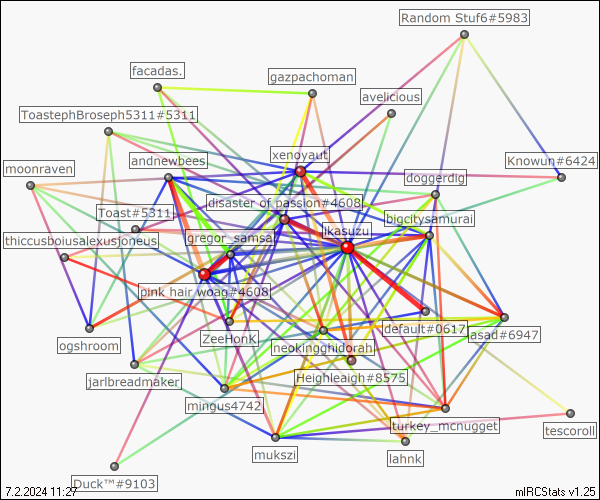 Random Stuf6#5983
facadas.
gazpachoman
avelicious
ToastephBroseph5311#5311
xenoyaut
andnewbees
Knowun#6424
moonraven
doggerdig
disaster of passion#4608
Toast#5311
bigcitysamurai
ikasuzu
gregor_samsa
thiccusboiusalexusjoneus
pink hair woag#4608
default#0617
asad#6947
ZeeHonk
ogshroom
neokingghidorah
Heighleaigh#8575
jarlbreadmaker
mingus4742
turkey_mcnugget
tescoroll
mukszi
lahnk
Duck™#9103
7.2.2024 11:27
mIRCStats v1.25